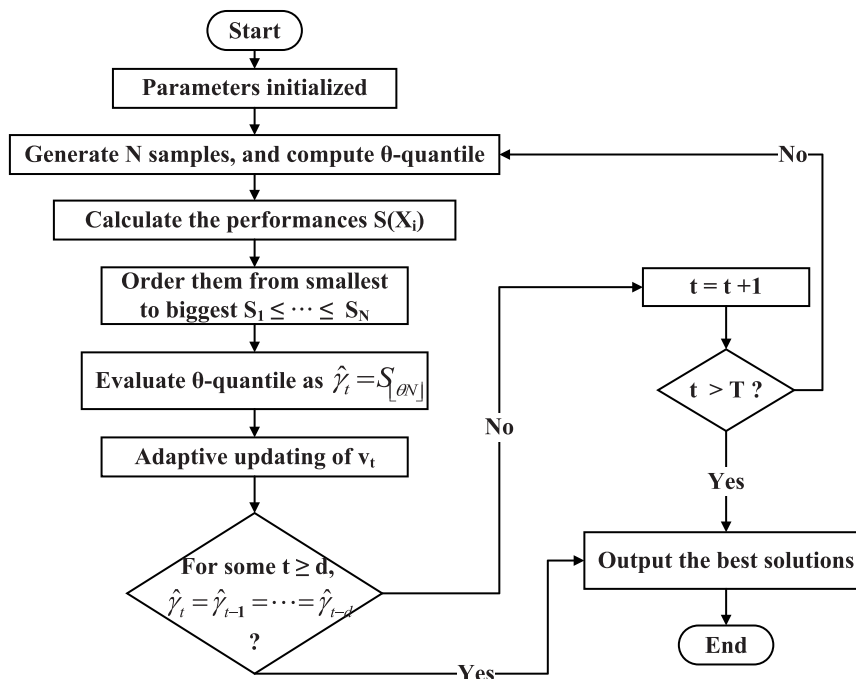 Start
Parameters initialized
Generate N samples, and compute θ-quantile
Calculate the performances S(Xᵢ)
Order them from smallest
to biggest S₁ ≤ ⋯ ≤ S_N
Evaluate θ-quantile as γ̂ₜ = S_⌊θN⌋
Adaptive updating of vₜ
For some t ≥ d,
γ̂ₜ = γ̂ₜ₋₁ = ⋯ = γ̂_{t−d}
?
Yes
No
t = t +1
t > T ?
No
Yes
Output the best solutions
End